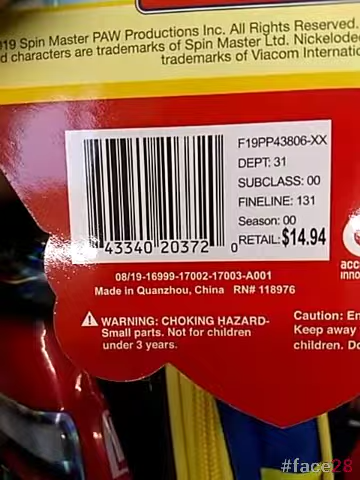 19 Spin Master PAW Productions Inc. All Rights Reserved.
d characters are trademarks of Spin Master Ltd.
trademarks of Viacom
F19PP43806-XX
DEPT: 31
SUBCLASS: 00
FINELINE: 131
Season: 00
RETAIL: $14.94
43340 20372 0
08/19-16999-17002-17003-A001
Made in Quanzhou, China RN# 118976
WARNING: CHOKING HAZARD-
Small parts. Not for children
under 3 years.
Caution:
Keep away
children.
#face28